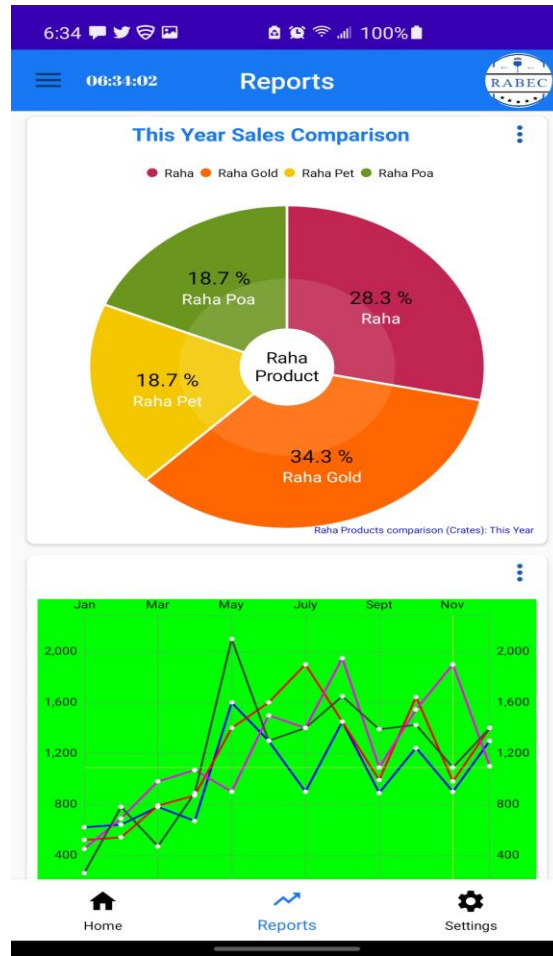 6:34 100%
06:34:02 Reports RABEC
This Year Sales Comparison
Raha Raha Gold Raha Pet Raha Poa
18.7 %
Raha Poa
28.3 %
Raha
Raha
Product
18.7 %
Raha Pet
34.3 %
Raha Gold
Raha Products comparison (Crates): This Year
Jan Mar May July Sept Nov
2,000 2,000
1,600 1,600
1,200 1,200
800 800
400 400
Home Reports Settings